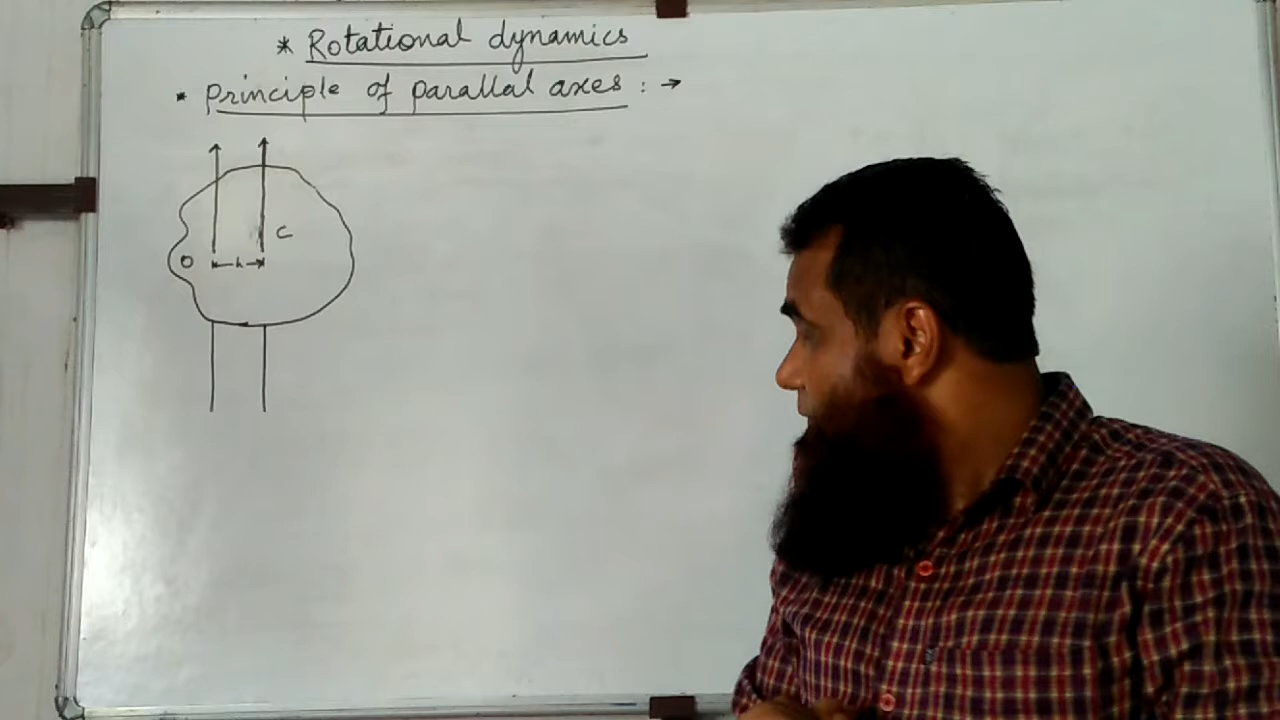 * Rotational dynamics
* Principle of parallal axes : →
C
O h